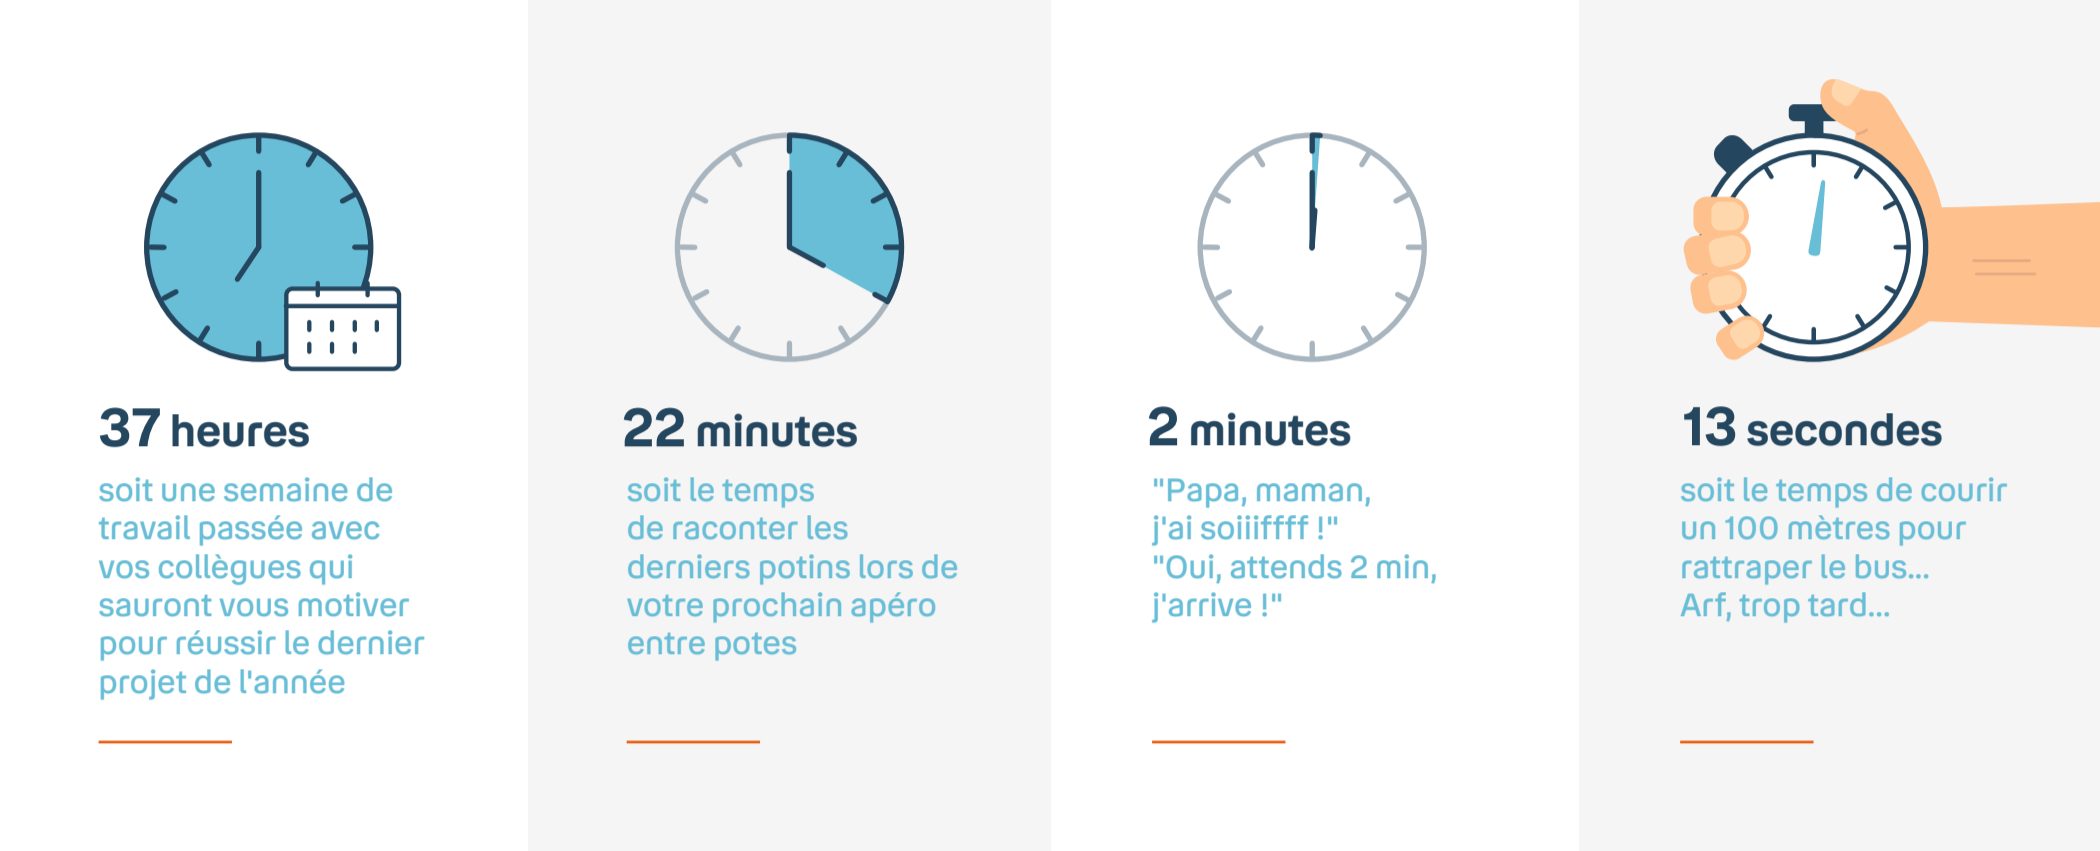 37 heures
soit une semaine de
travail passée avec
vos collègues qui
sauront vous motiver
pour réussir le dernier
projet de l'année
22 minutes
soit le temps
de raconter les
derniers potins lors de
votre prochain apéro
entre potes
2 minutes
"Papa, maman,
j'ai soiiiffff !"
"Oui, attends 2 min,
j'arrive !"
13 secondes
soit le temps de courir
un 100 mètres pour
rattraper le bus...
Arf, trop tard...